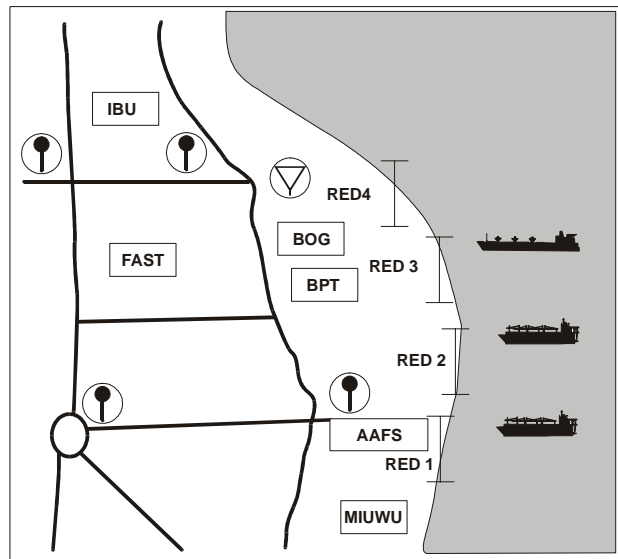 IBU
RED4
BOG
FAST
RED 3
BPT
RED 2
AAFS
RED 1
MIUWU